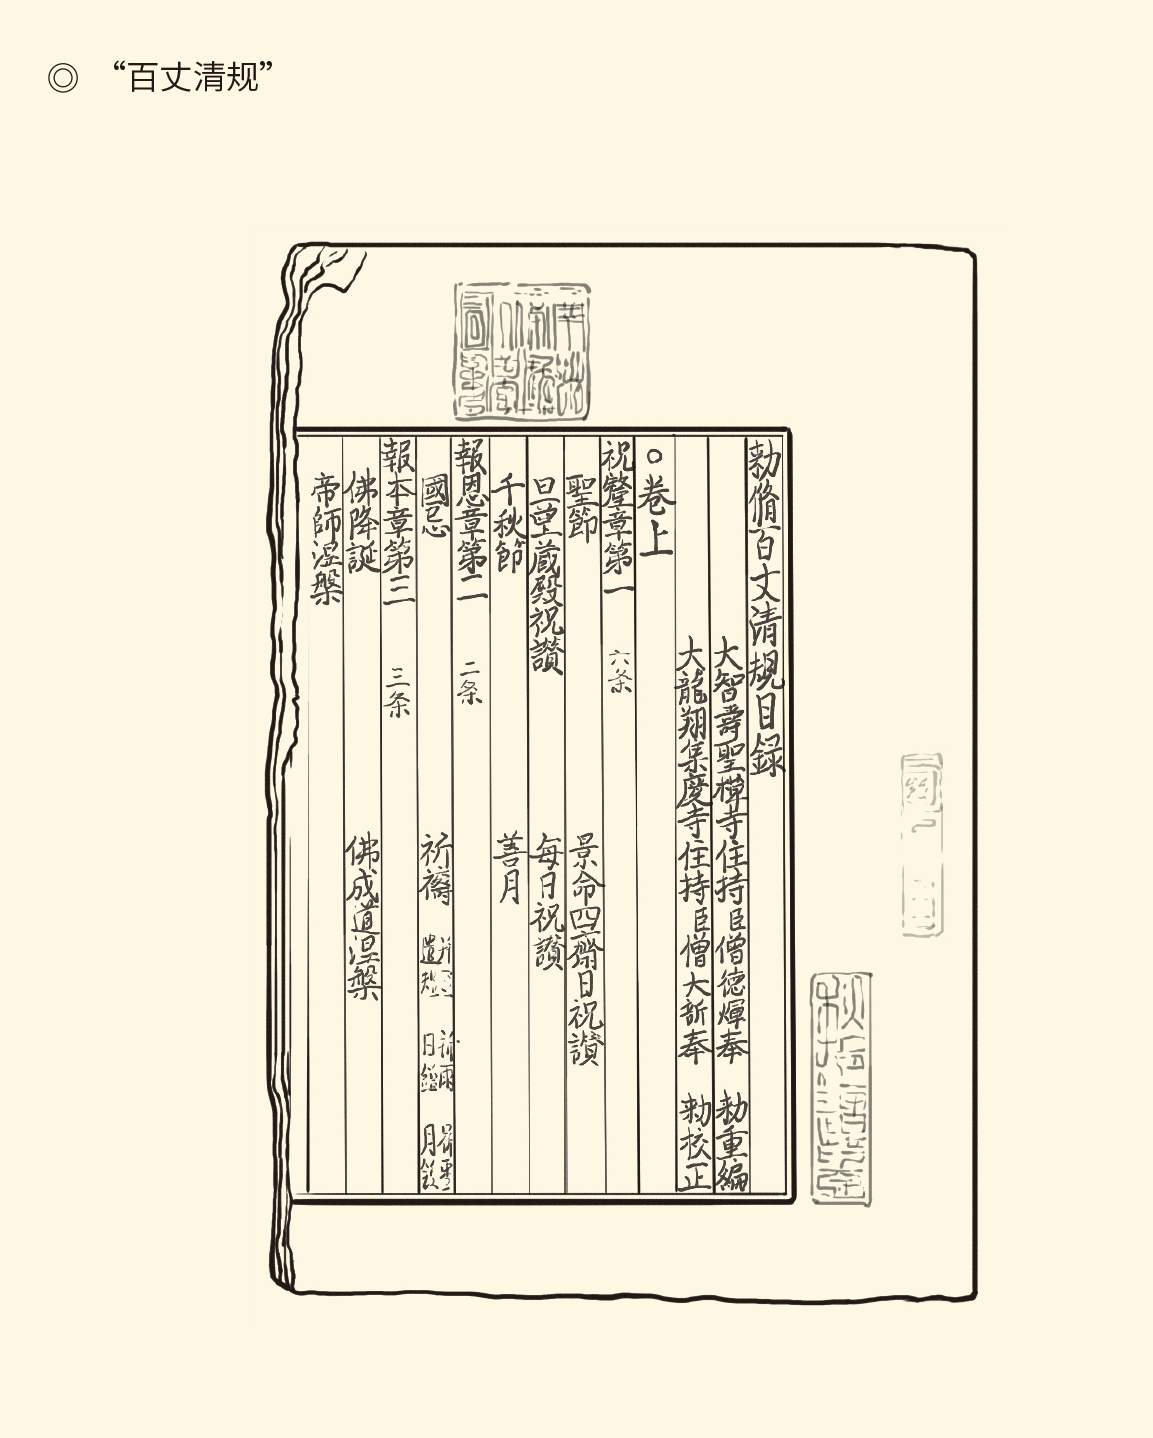 ◎ “百丈清规”
勅脩百丈清規目録
大智壽聖禪寺住持臣僧德煇奉 勅重編
大龍翔集慶寺住持臣僧大訢奉 勅校正
○卷上
祝釐章第一 六条
聖節 景命四齋日祝讃
旦望藏殿祝讃 每日祝讃
千秋節 善月
報恩章第二 二条
國忌 祈禱
報本章第三 三条
佛降誕 佛成道涅槃
帝師涅槃